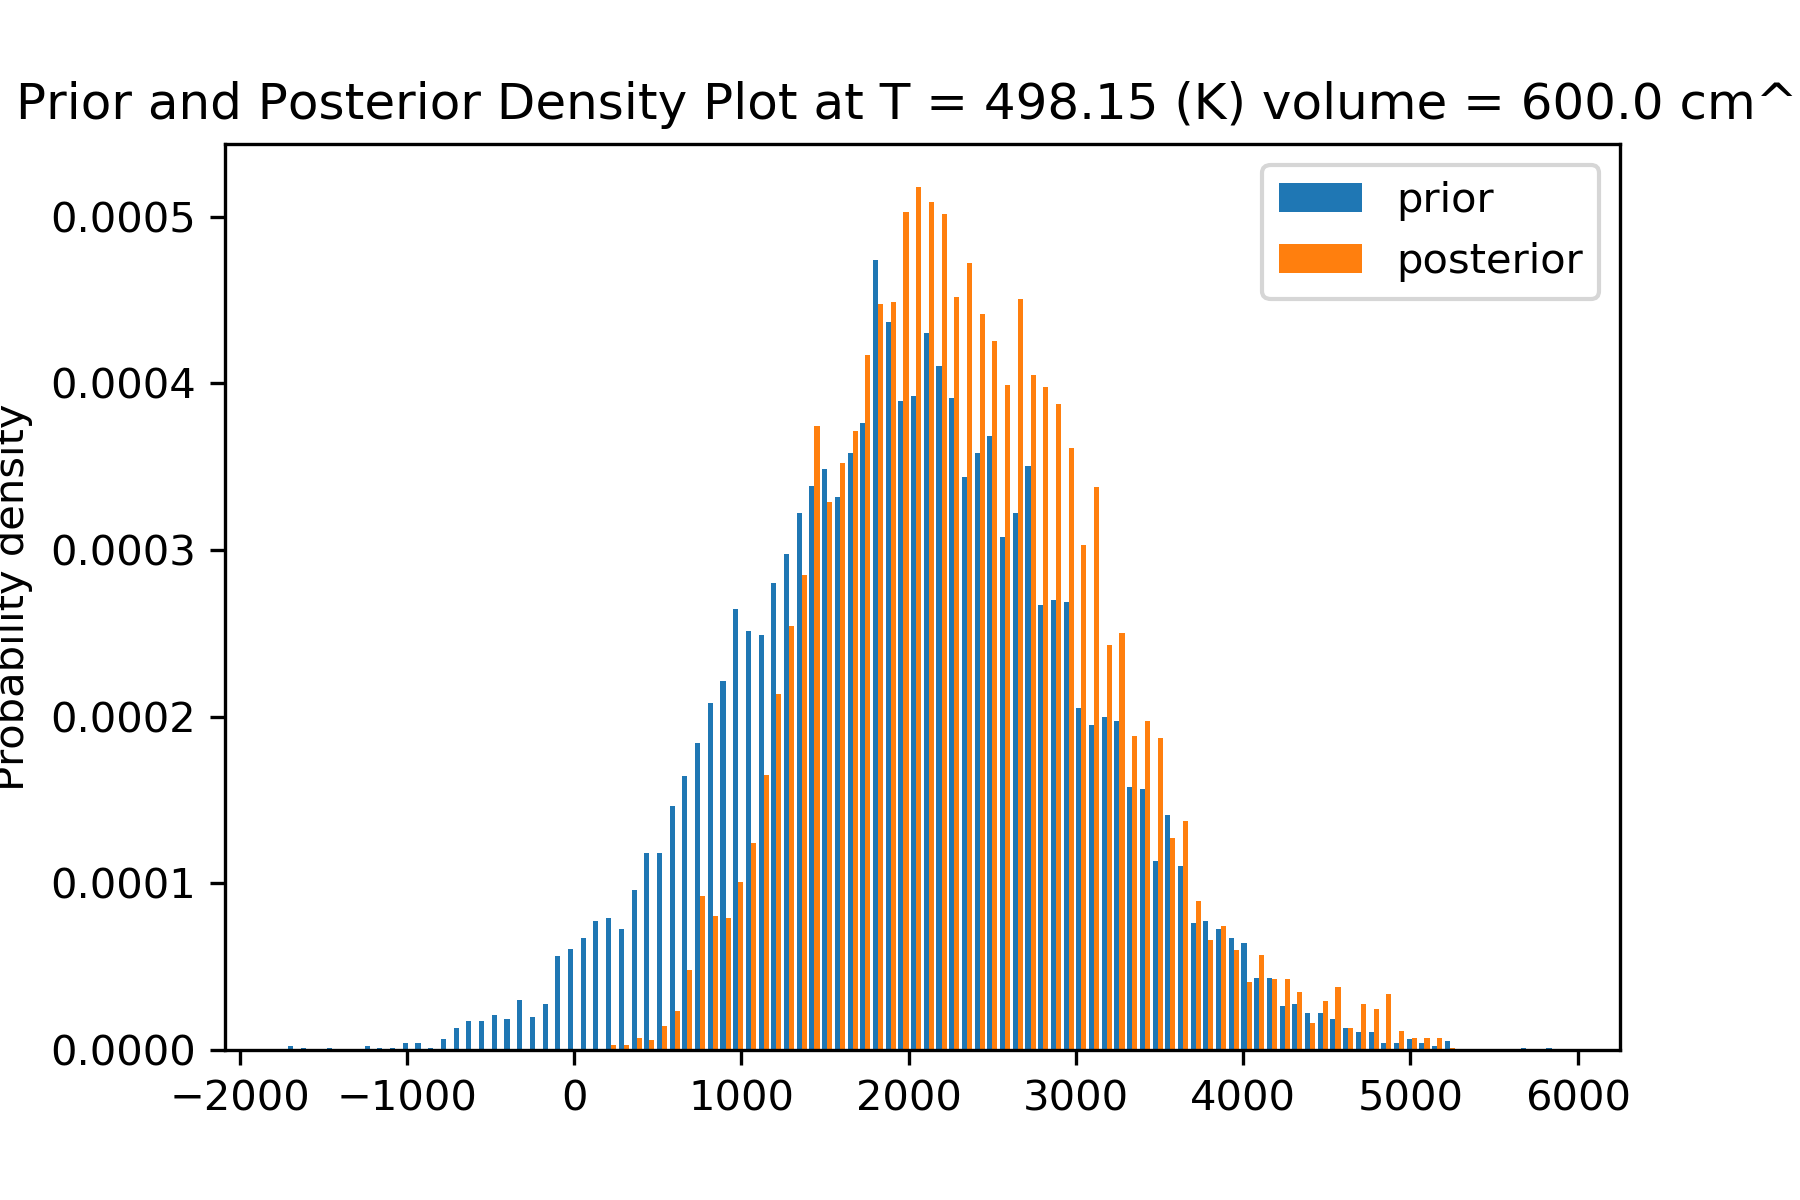 Prior and Posterior Density Plot at T = 498.15 (K) volume = 600.0 cm^
prior
posterior
Probability density
0.0005
0.0004
0.0003
0.0002
0.0001
0.0000
−2000 −1000 0 1000 2000 3000 4000 5000 6000